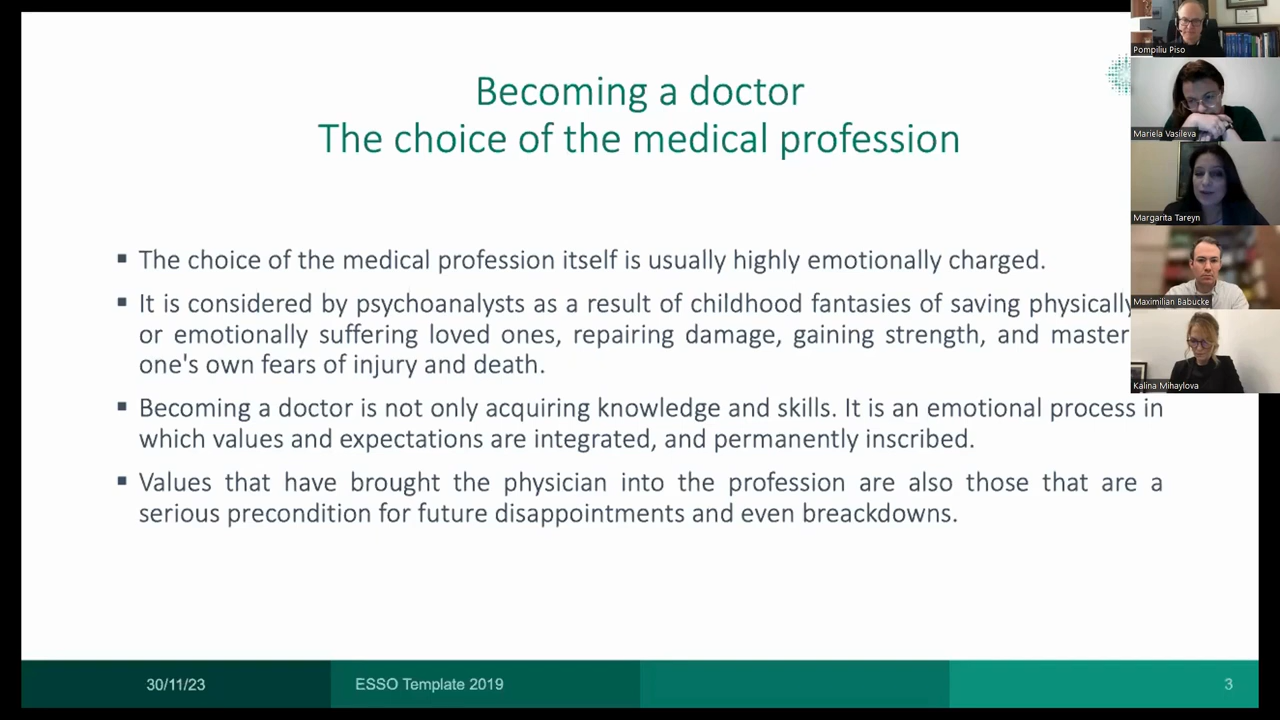 Becoming a doctor
The choice of the medical profession
▪ The choice of the medical profession itself is usually highly emotionally charged.
▪ It is considered by psychoanalysts as a result of childhood fantasies of saving physically
or emotionally suffering loved ones, repairing damage, gaining strength, and master
one's own fears of injury and death.
▪ Becoming a doctor is not only acquiring knowledge and skills. It is an emotional process in
which values and expectations are integrated, and permanently inscribed.
▪ Values that have brought the physician into the profession are also those that are a
serious precondition for future disappointments and even breackdowns.
30/11/23
ESSO Template 2019
3
Pompiliu Piso
Mariela Vasileva
Margarita Tareyn
Maximilian Babucke
Kalina Mihaylova